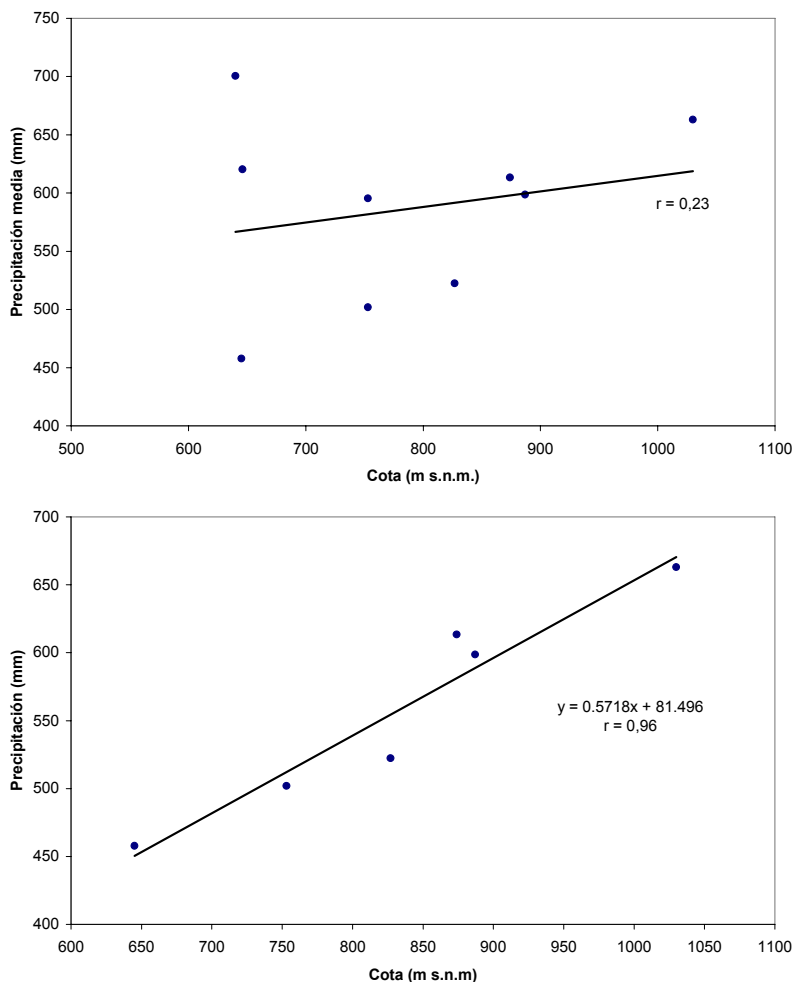 750
700
650
600
550
500
450
400
Precipitación media (mm)
r = 0,23
500 600 700 800 900 1000 1100
Cota (m s.n.m.)
700
650
600
550
500
450
400
Precipitación (mm)
y = 0.5718x + 81.496
r = 0,96
600 650 700 750 800 850 900 950 1000 1050 1100
Cota (m s.n.m)